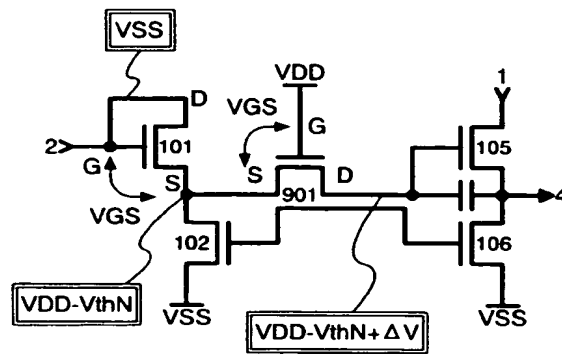 VSS
D
VDD
1
VGS
G
2
101
105
G
S
S
D
4
VGS
901
102
106
VDD-VthN
VSS
VDD-VthN+ΔV
VSS